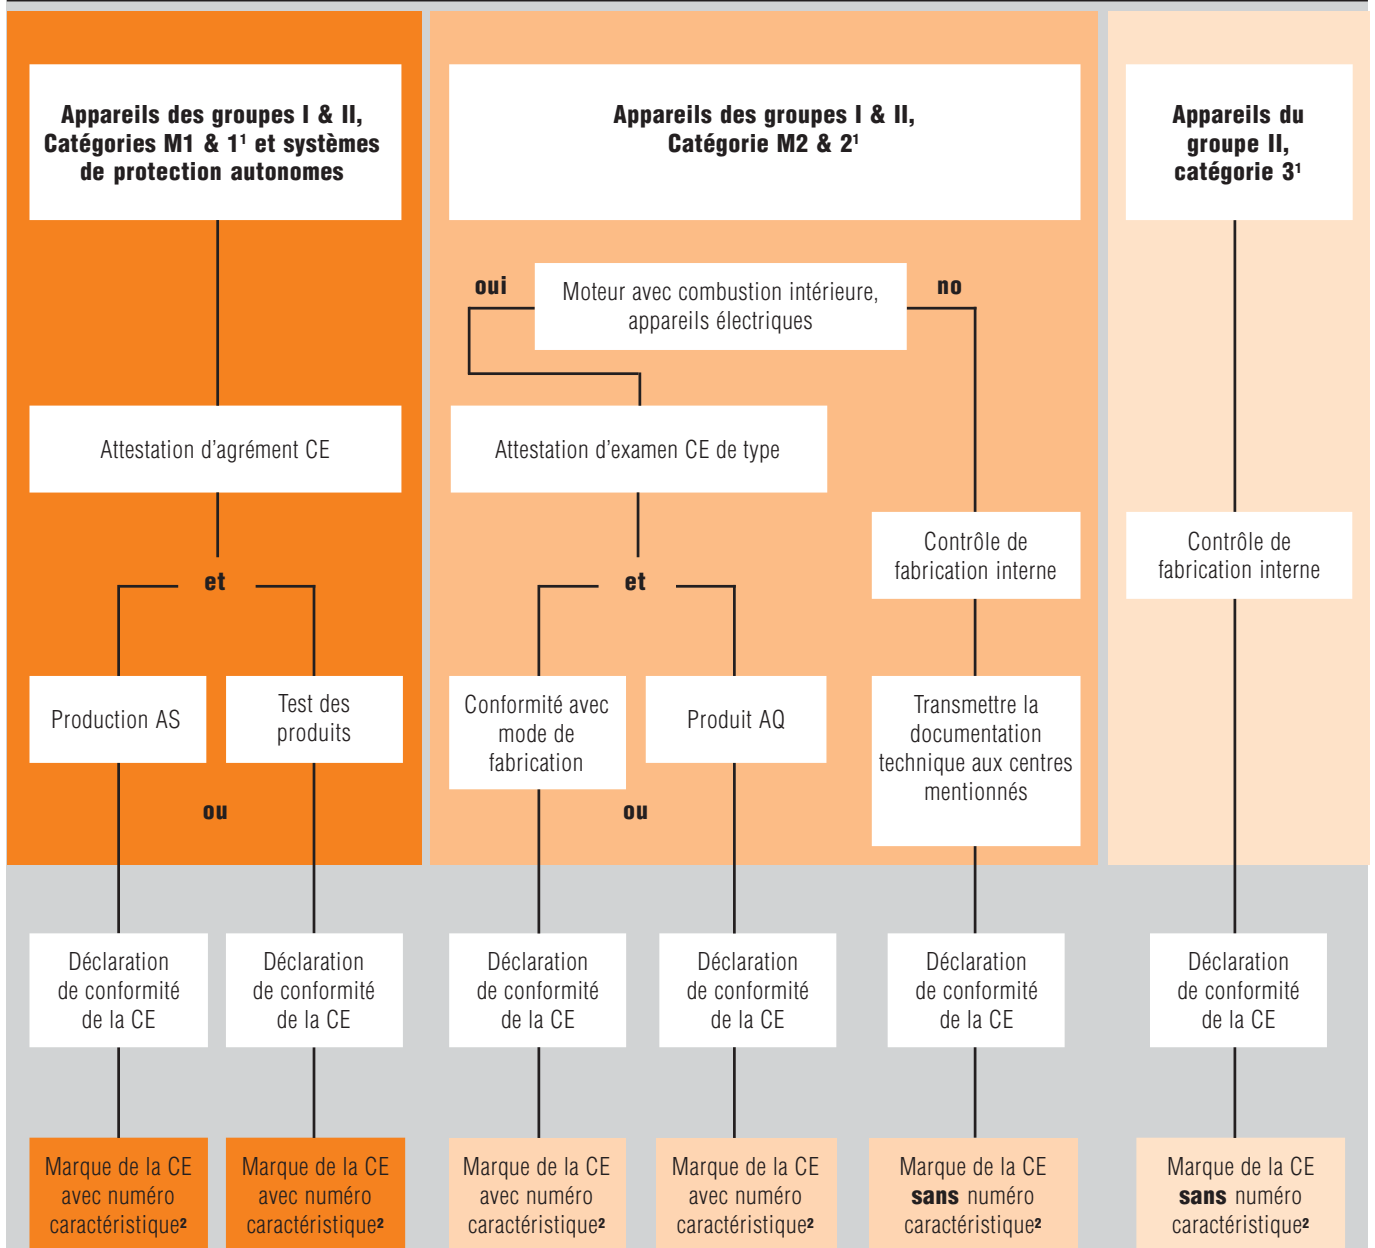 Appareils des groupes I & II,
Catégories M1 & 1¹ et systèmes
de protection autonomes
Appareils des groupes I & II,
Catégorie M2 & 2¹
Appareils du
groupe II,
catégorie 3¹
oui
Moteur avec combustion intérieure,
appareils électriques
no
Attestation d'agrément CE
Attestation d'examen CE de type
Contrôle de
fabrication interne
Contrôle de
fabrication interne
et
et
Production AS
Test des
produits
Conformité avec
mode de
fabrication
Produit AQ
Transmettre la
documentation
technique aux centres
mentionnés
ou
ou
Déclaration
de conformité
de la CE
Déclaration
de conformité
de la CE
Déclaration
de conformité
de la CE
Déclaration
de conformité
de la CE
Déclaration
de conformité
de la CE
Déclaration
de conformité
de la CE
Marque de la CE
avec numéro
caractéristique²
Marque de la CE
avec numéro
caractéristique²
Marque de la CE
avec numéro
caractéristique²
Marque de la CE
avec numéro
caractéristique²
Marque de la CE
sans numéro
caractéristique²
Marque de la CE
sans numéro
caractéristique²